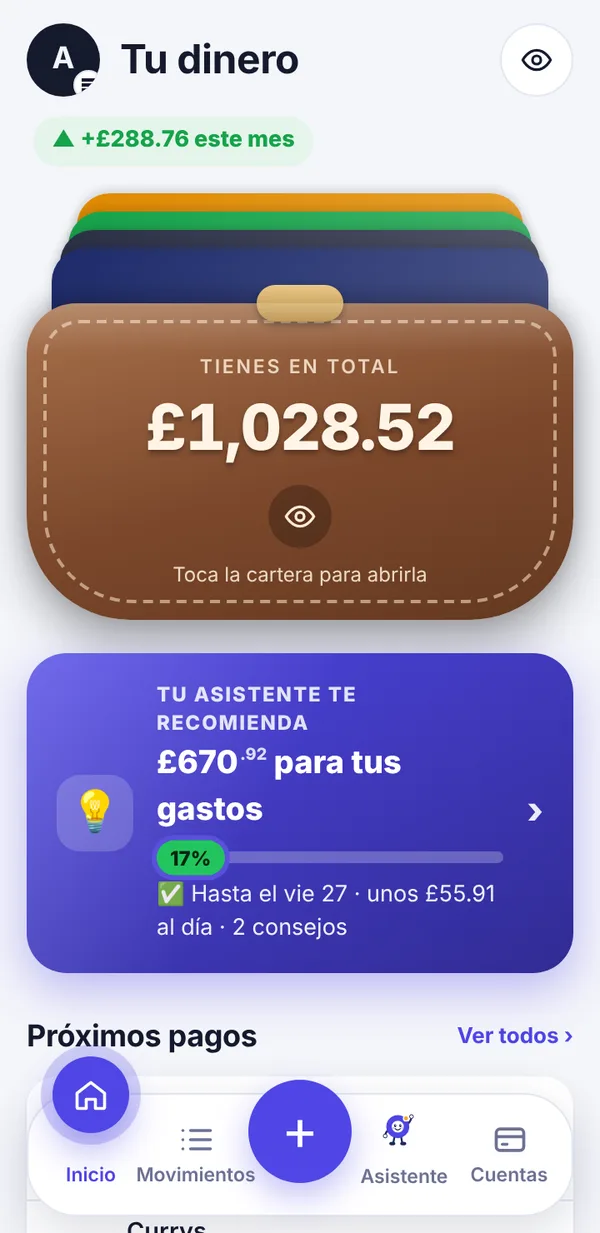 A
Tu dinero
▲ +£288.76 este mes
TIENES EN TOTAL
£1,028.52
Toca la cartera para abrirla
TU ASISTENTE TE
RECOMIENDA
£670.92 para tus
gastos
17%
✅ Hasta el vie 27 · unos £55.91
al día · 2 consejos
›
Próximos pagos
Ver todos ›
+
Inicio
Movimientos
Asistente
Cuentas
Currys